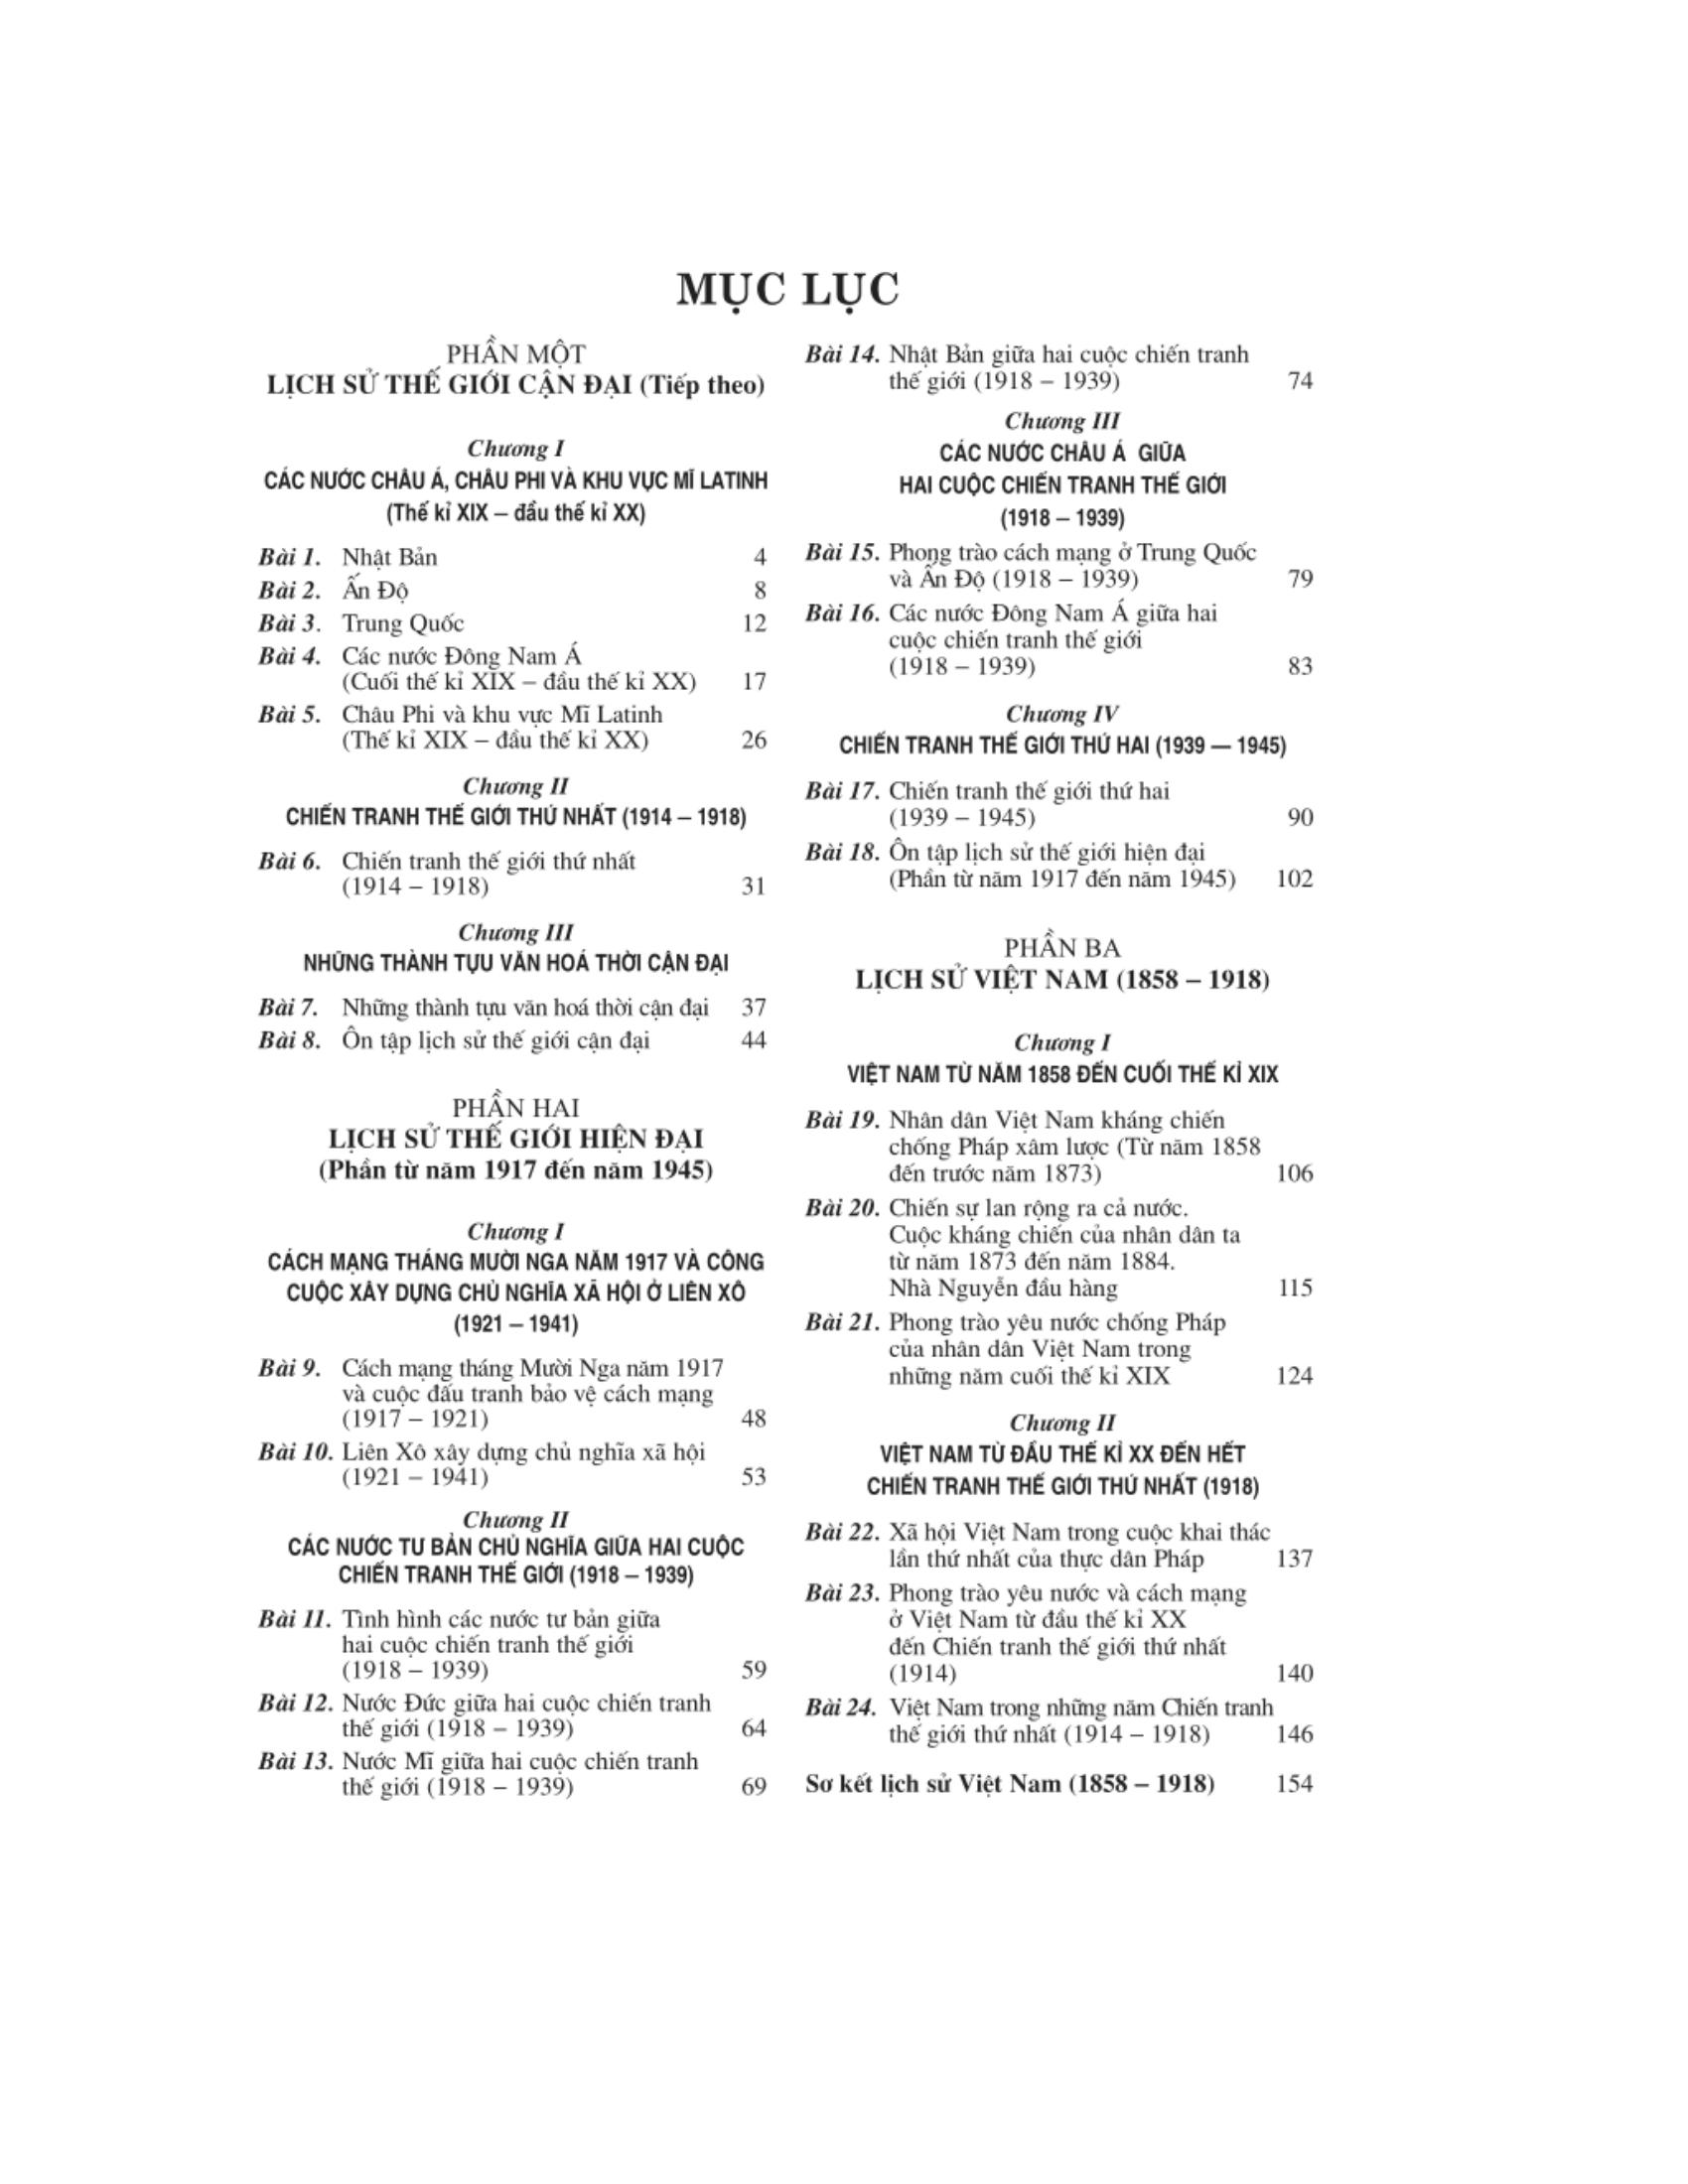 MỤC LỤC
PHẦN MỘT
LỊCH SỬ THẾ GIỚI CẬN ĐẠI (Tiếp theo)
Chương I
CÁC NƯỚC CHÂU Á, CHÂU PHI VÀ KHU VỰC MĨ LATINH
(Thế kỉ XIX – đầu thế kỉ XX)
Bài 1. Nhật Bản 4
Bài 2. Ấn Độ 8
Bài 3. Trung Quốc 12
Bài 4. Các nước Đông Nam Á
(Cuối thế kỉ XIX – đầu thế kỉ XX) 17
Bài 5. Châu Phi và khu vực Mĩ Latinh
(Thế kỉ XIX – đầu thế kỉ XX) 26
Chương II
CHIẾN TRANH THẾ GIỚI THỨ NHẤT (1914 – 1918)
Bài 6. Chiến tranh thế giới thứ nhất
(1914 – 1918) 31
Chương III
NHỮNG THÀNH TỰU VĂN HOÁ THỜI CẬN ĐẠI
Bài 7. Những thành tựu văn hoá thời cận đại 37
Bài 8. Ôn tập lịch sử thế giới cận đại 44
PHẦN HAI
LỊCH SỬ THẾ GIỚI HIỆN ĐẠI
(Phần từ năm 1917 đến năm 1945)
Chương I
CÁCH MẠNG THÁNG MƯỜI NGA NĂM 1917 VÀ CÔNG
CUỘC XÂY DỰNG CHỦ NGHĨA XÃ HỘI Ở LIÊN XÔ
(1921 – 1941)
Bài 9. Cách mạng tháng Mười Nga năm 1917
và cuộc đấu tranh bảo vệ cách mạng
(1917 – 1921) 48
Bài 10. Liên Xô xây dựng chủ nghĩa xã hội
(1921 – 1941) 53
Chương II
CÁC NƯỚC TƯ BẢN CHỦ NGHĨA GIỮA HAI CUỘC
CHIẾN TRANH THẾ GIỚI (1918 – 1939)
Bài 11. Tình hình các nước tư bản giữa
hai cuộc chiến tranh thế giới
(1918 – 1939) 59
Bài 12. Nước Đức giữa hai cuộc chiến tranh
thế giới (1918 – 1939) 64
Bài 13. Nước Mĩ giữa hai cuộc chiến tranh
thế giới (1918 – 1939) 69
Bài 14. Nhật Bản giữa hai cuộc chiến tranh
thế giới (1918 – 1939) 74
Chương III
CÁC NƯỚC CHÂU Á GIỮA
HAI CUỘC CHIẾN TRANH THẾ GIỚI
(1918 – 1939)
Bài 15. Phong trào cách mạng ở Trung Quốc
và Ấn Độ (1918 – 1939) 79
Bài 16. Các nước Đông Nam Á giữa hai
cuộc chiến tranh thế giới
(1918 – 1939) 83
Chương IV
CHIẾN TRANH THẾ GIỚI THỨ HAI (1939 — 1945)
Bài 17. Chiến tranh thế giới thứ hai
(1939 – 1945) 90
Bài 18. Ôn tập lịch sử thế giới hiện đại
(Phần từ năm 1917 đến năm 1945) 102
PHẦN BA
LỊCH SỬ VIỆT NAM (1858 – 1918)
Chương I
VIỆT NAM TỪ NĂM 1858 ĐẾN CUỐI THẾ KỈ XIX
Bài 19. Nhân dân Việt Nam kháng chiến
chống Pháp xâm lược (Từ năm 1858
đến trước năm 1873) 106
Bài 20. Chiến sự lan rộng ra cả nước.
Cuộc kháng chiến của nhân dân ta
từ năm 1873 đến năm 1884.
Nhà Nguyễn đầu hàng 115
Bài 21. Phong trào yêu nước chống Pháp
của nhân dân Việt Nam trong
những năm cuối thế kỉ XIX 124
Chương II
VIỆT NAM TỪ ĐẦU THẾ KỈ XX ĐẾN HẾT
CHIẾN TRANH THẾ GIỚI THỨ NHẤT (1918)
Bài 22. Xã hội Việt Nam trong cuộc khai thác
lần thứ nhất của thực dân Pháp 137
Bài 23. Phong trào yêu nước và cách mạng
ở Việt Nam từ đầu thế kỉ XX
đến Chiến tranh thế giới thứ nhất
(1914) 140
Bài 24. Việt Nam trong những năm Chiến tranh
thế giới thứ nhất (1914 – 1918) 146
Sơ kết lịch sử Việt Nam (1858 – 1918) 154